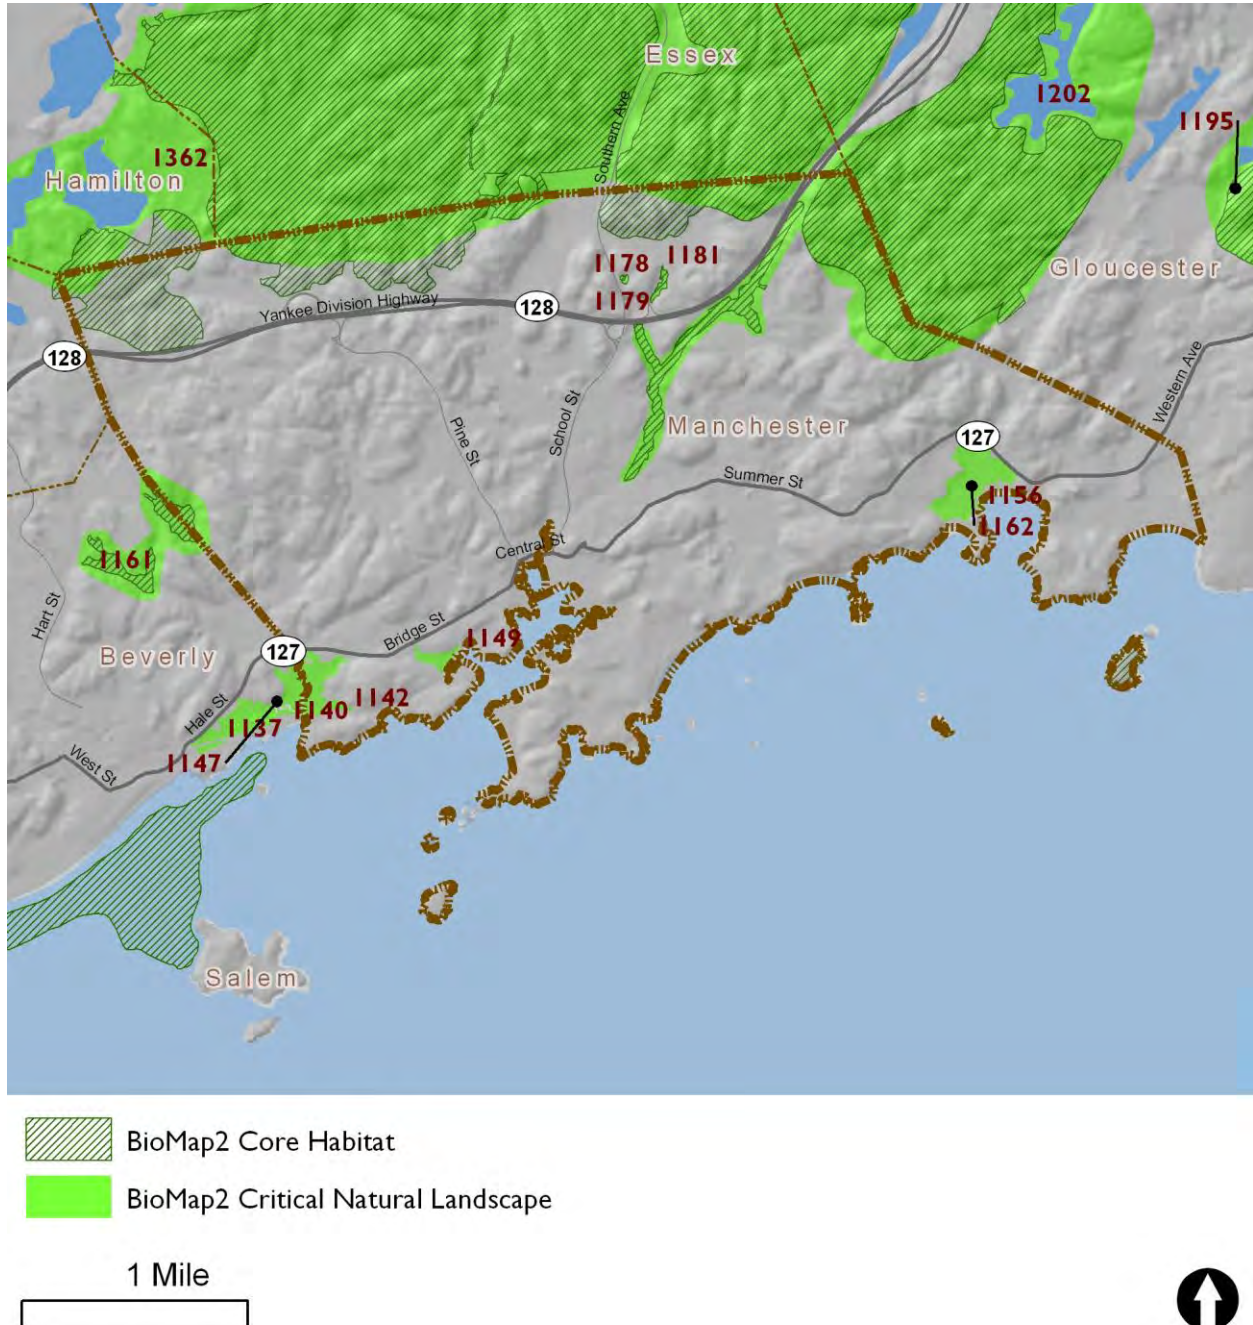 Essex
Southern Ave
1202
1195
1362
Hamilton
1178
1181
Gloucester
1179
Yankee Division Highway
128
128
Western Ave
Pine St
School St
Manchester
127
Summer St
1156
1162
Central St
1161
Hart St
Bridge St
1149
Beverly
127
Hale St
1142
1140
1137
1147
West St
Salem
BioMap2 Core Habitat
BioMap2 Critical Natural Landscape
1 Mile